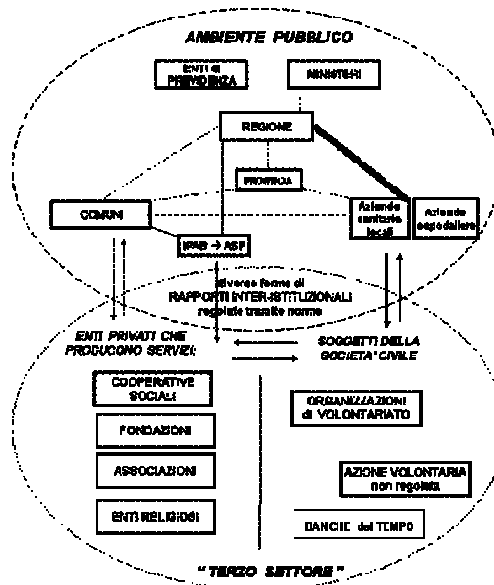 AMBIENTE PUBBLICO
ENTI DI
PREVIDENZA
MINISTERI
REGIONE
PROVINCIA
COMUNI
Aziende
sanitarie
locali
Aziende
ospedaliere
IPAB → ASP
diverse forme di
RAPPORTI INTER-ISTITUZIONALI
regolate tramite norme
ENTI PRIVATI CHE
PRODUCONO SERVIZI:
SOGGETTI DELLA
SOCIETA' CIVILE
COOPERATIVE
SOCIALI
ORGANIZZAZIONI
di VOLONTARIATO
FONDAZIONI
ASSOCIAZIONI
AZIONE VOLONTARIA
non regolata
ENTI RELIGIOSI
BANCHE del TEMPO
" TERZO SETTORE "